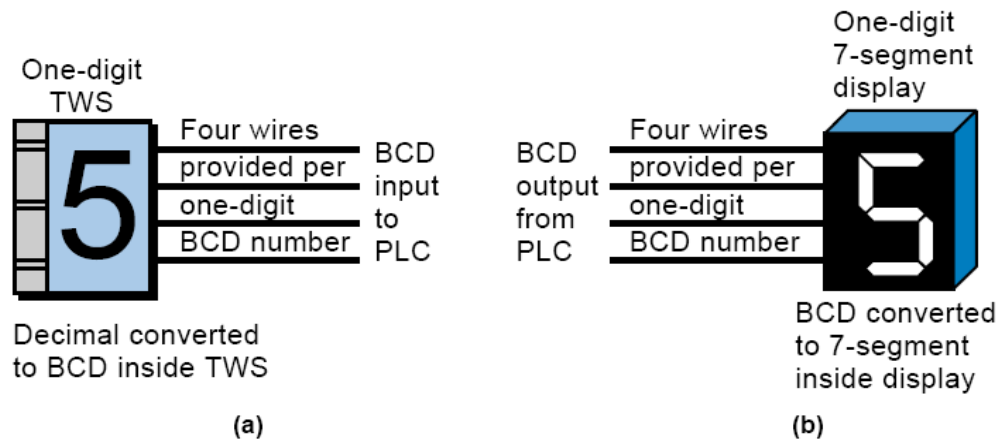 One-digit
TWS
5
Four wires
provided per
one-digit
BCD number
BCD
input
to
PLC
Decimal converted
to BCD inside TWS
(a)
One-digit
7-segment
display
BCD
output
from
PLC
Four wires
provided per
one-digit
BCD number
5
BCD converted
to 7-segment
inside display
(b)